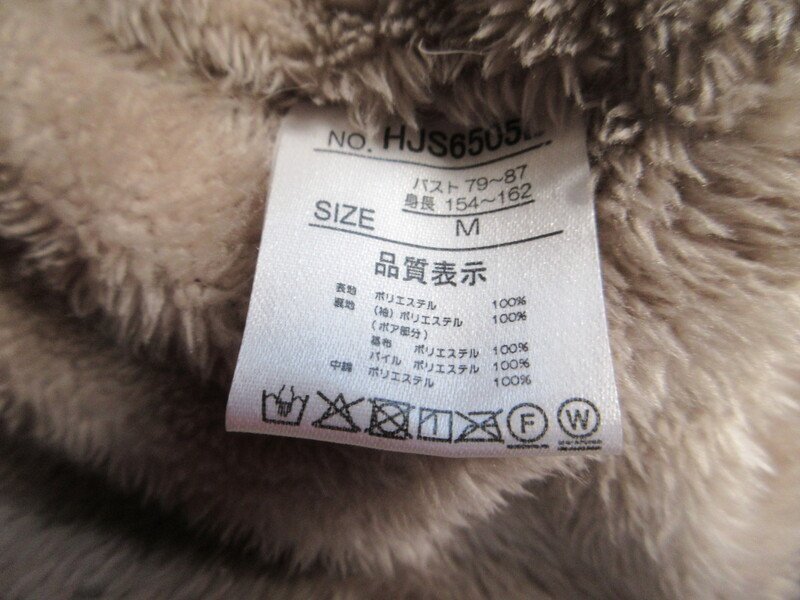 NO. HJS6505
バスト 79~87
身長 154~162
SIZE M
品質表示
表地 ポリエステル 100%
裏地 (袖) ポリエステル 100%
(ボア部分)
基布 ポリエステル 100%
パイル ポリエステル 100%
中綿 ポリエステル 100%
F W